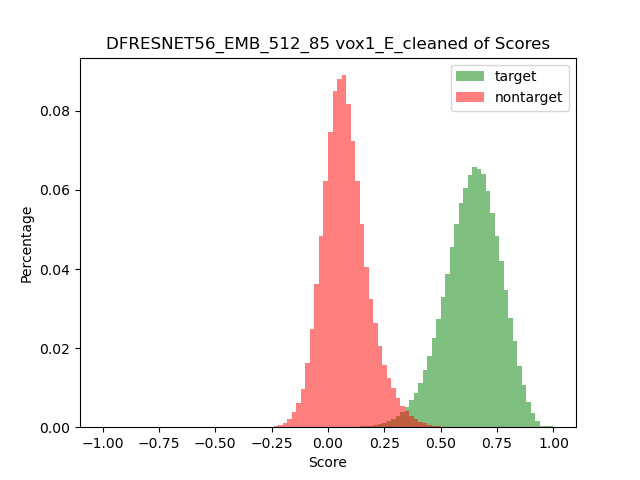 DFRESNET56_EMB_512_85 vox1_E_cleaned of Scores
target
nontarget
Percentage
0.08
0.06
0.04
0.02
0.00
−1.00 −0.75 −0.50 −0.25 0.00 0.25 0.50 0.75 1.00
Score